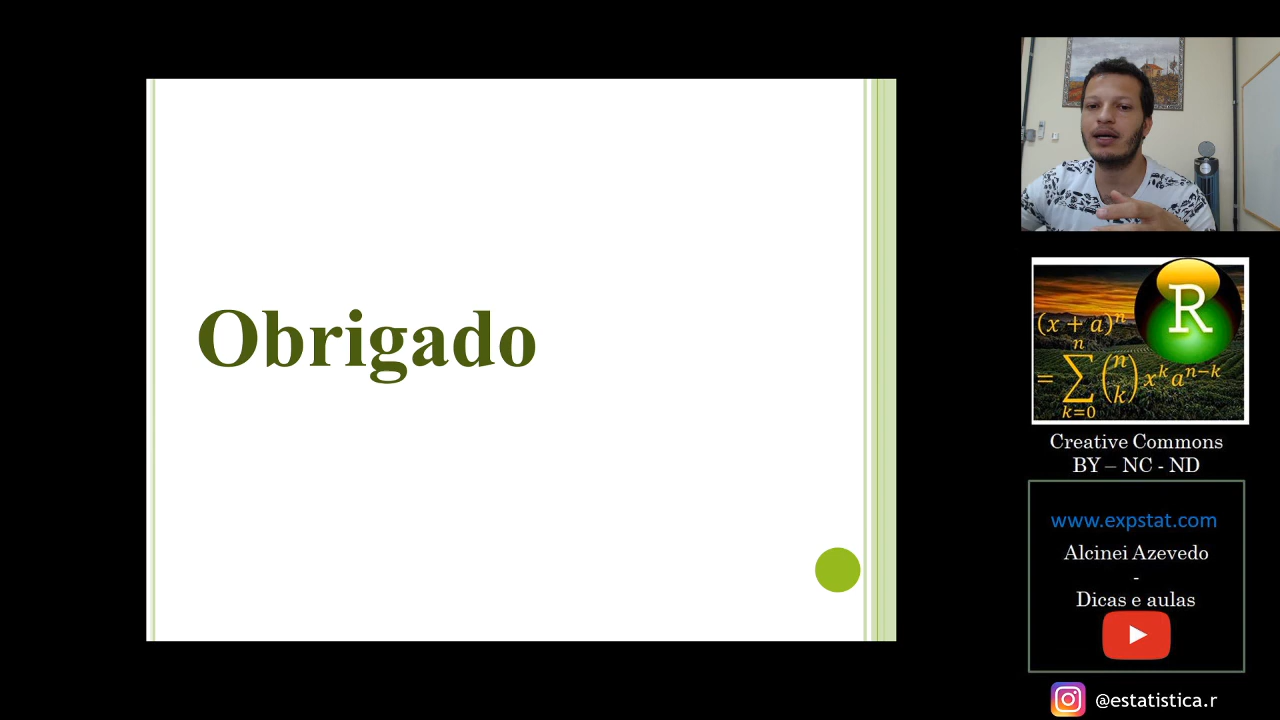 Obrigado
R
(x + a)ⁿ
n
= ∑ (n k) xᵏ aⁿ⁻ᵏ
k=0
Creative Commons
BY – NC - ND
www.expstat.com
Alcinei Azevedo
-
Dicas e aulas
@estatistica.r